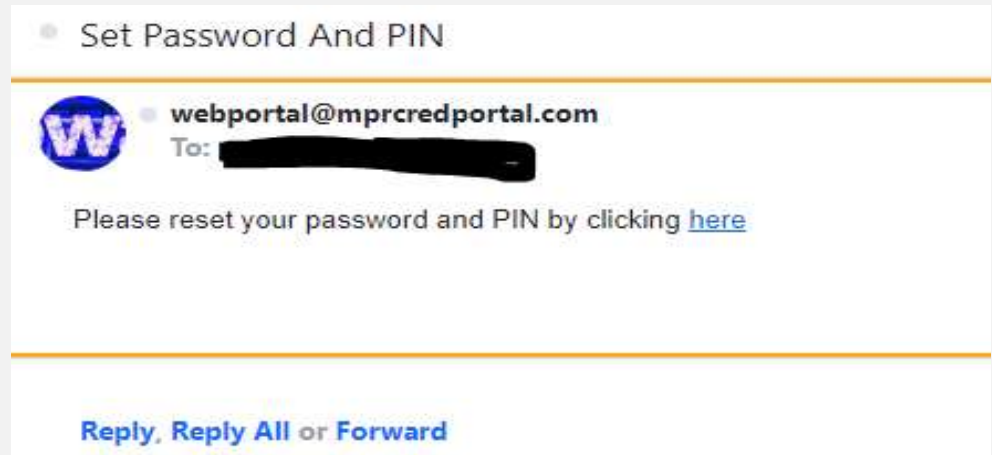 Set Password And PIN
W
webportal@mprcredportal.com
To:
Please reset your password and PIN by clicking here
Reply, Reply All or Forward